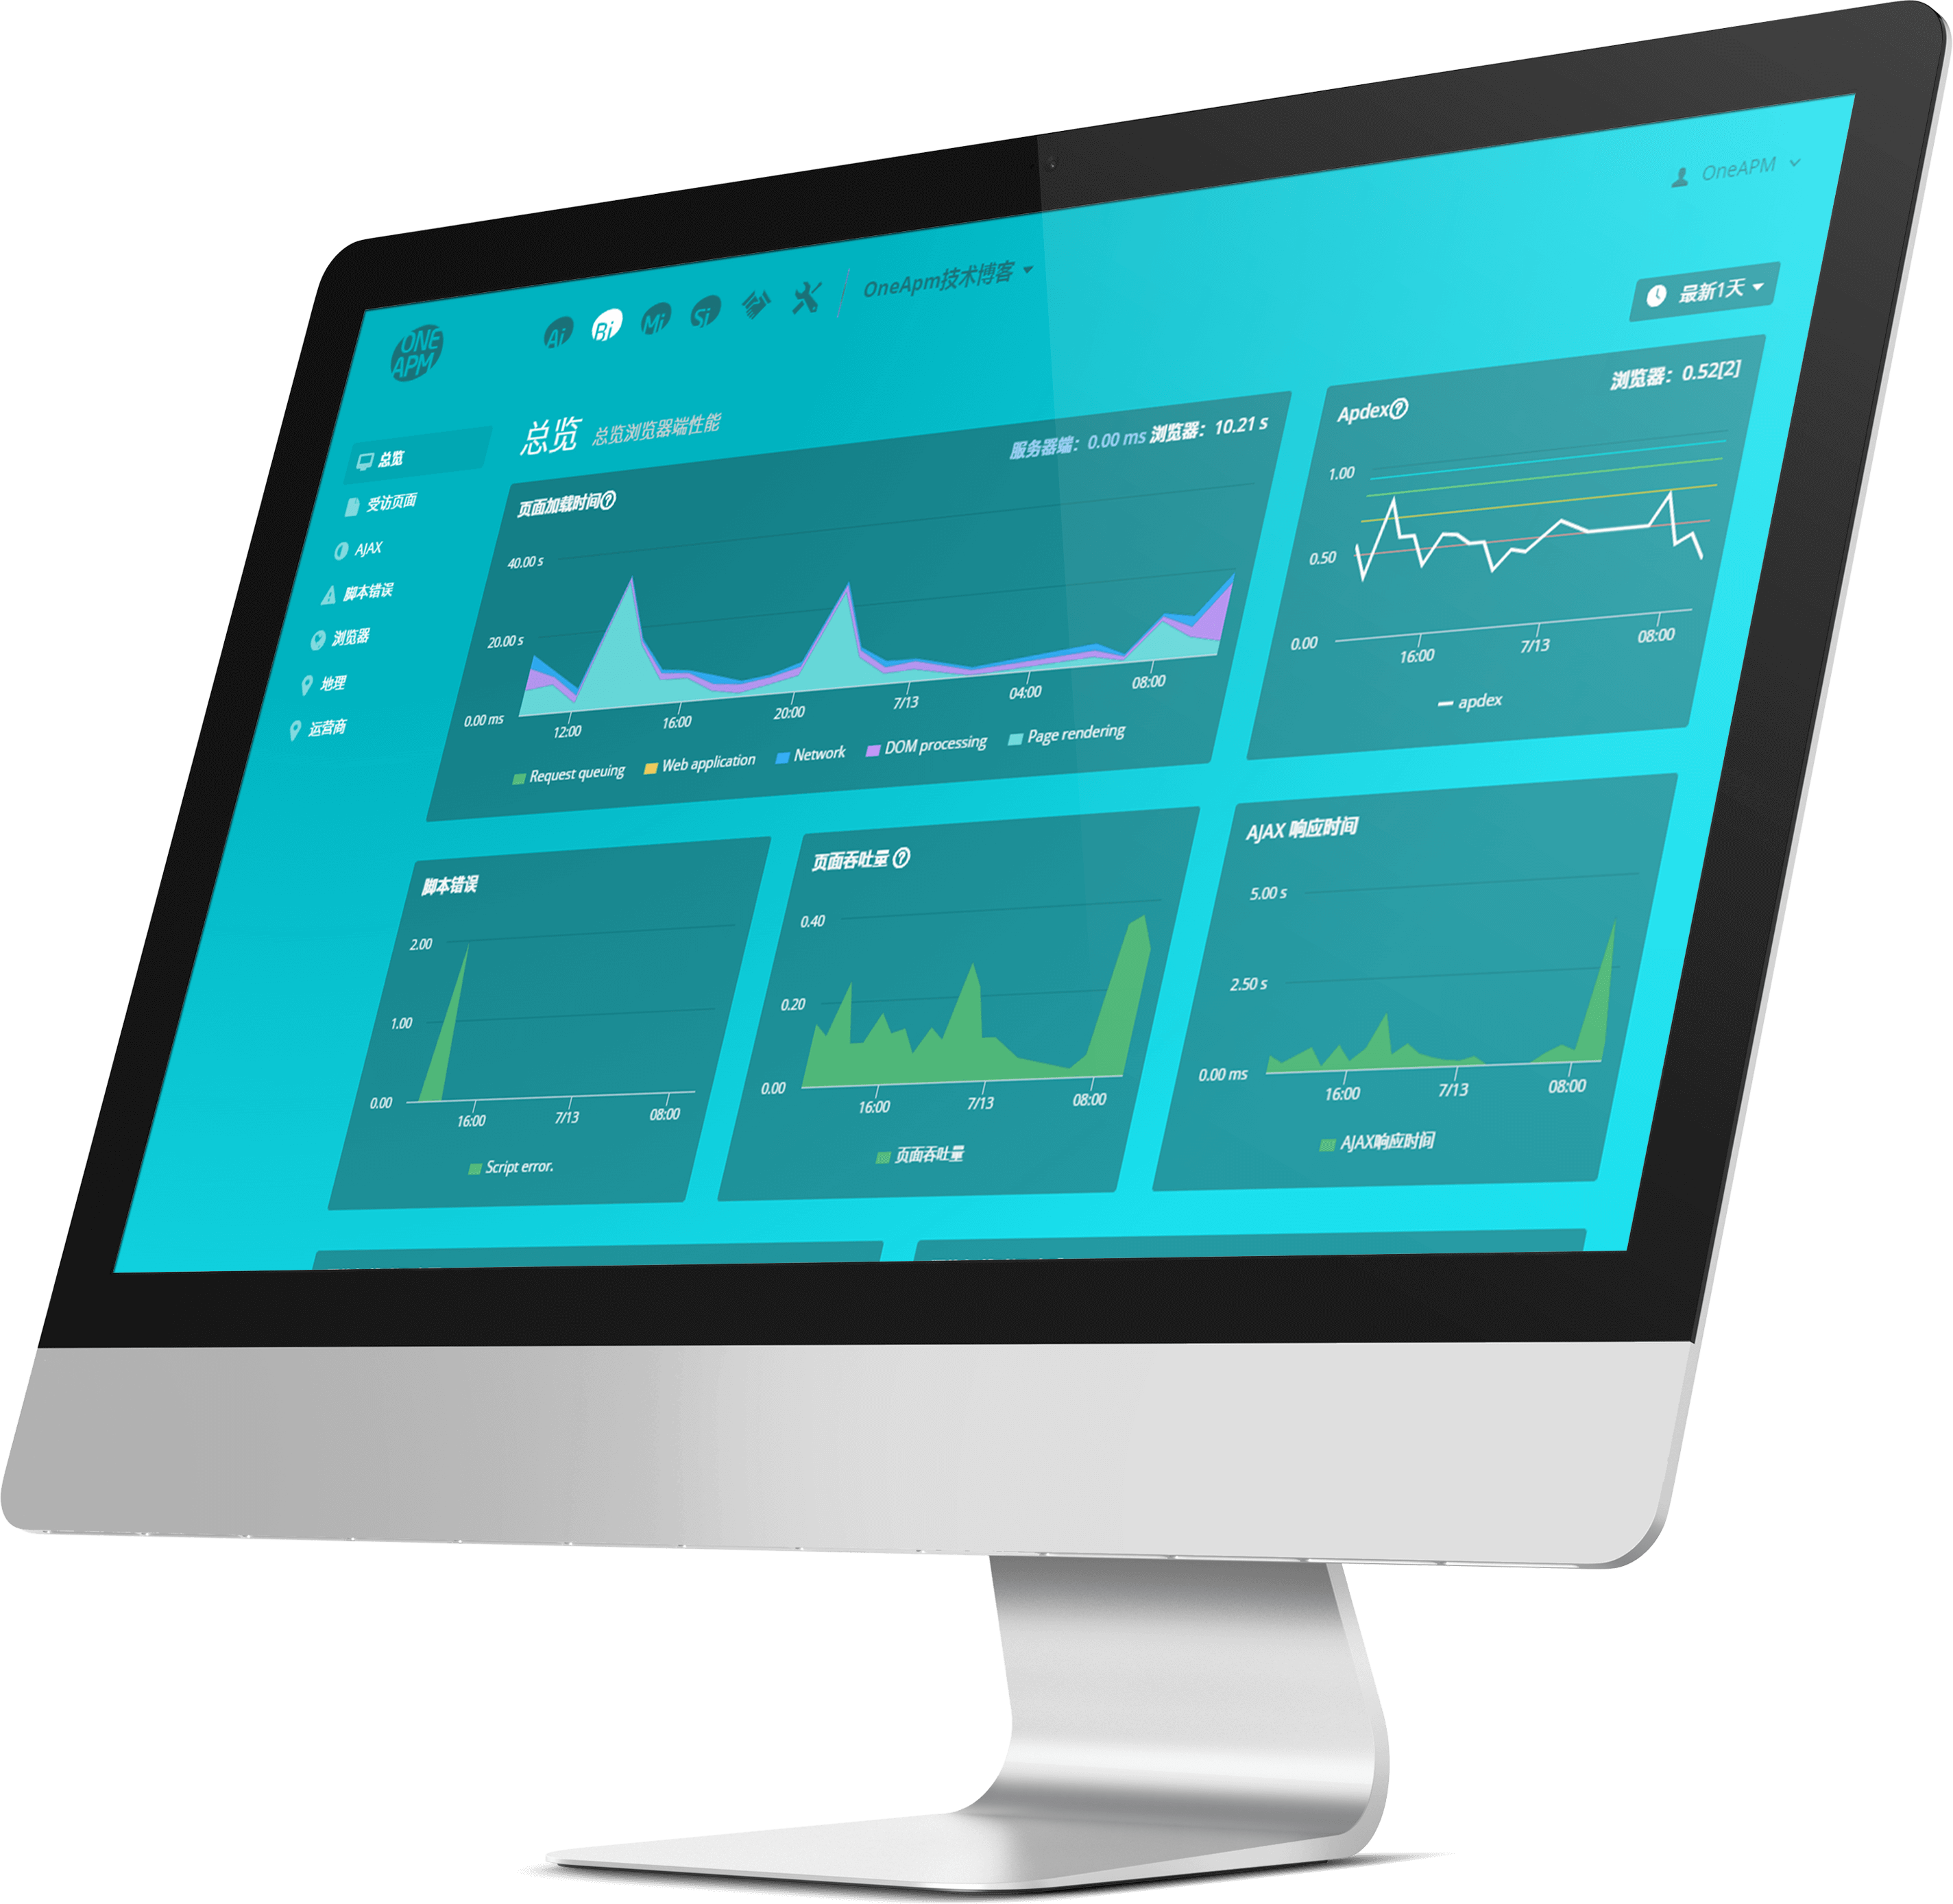 OneAPM
ONE
APM
Ai
Bi
Mi
Si
OneApm技术博客
最新1天
总览
受访页面
AJAX
脚本错误
浏览器
地理
运营商
总览 总览浏览器端性能
页面加载时间?
服务器端: 0.00 ms 浏览器: 10.21 s
40.00 s
20.00 s
0.00 ms
12:00 16:00 20:00 7/13 04:00 08:00
Request queuing Web application Network DOM processing Page rendering
Apdex?
浏览器: 0.52[2]
1.00
0.50
0.00
16:00 7/13 08:00
apdex
脚本错误
2.00
1.00
0.00
16:00 7/13 08:00
Script error.
页面吞吐量 ?
0.40
0.20
0.00
16:00 7/13 08:00
页面吞吐量
AJAX 响应时间
5.00 s
2.50 s
0.00 ms
16:00 7/13 08:00
AJAX响应时间